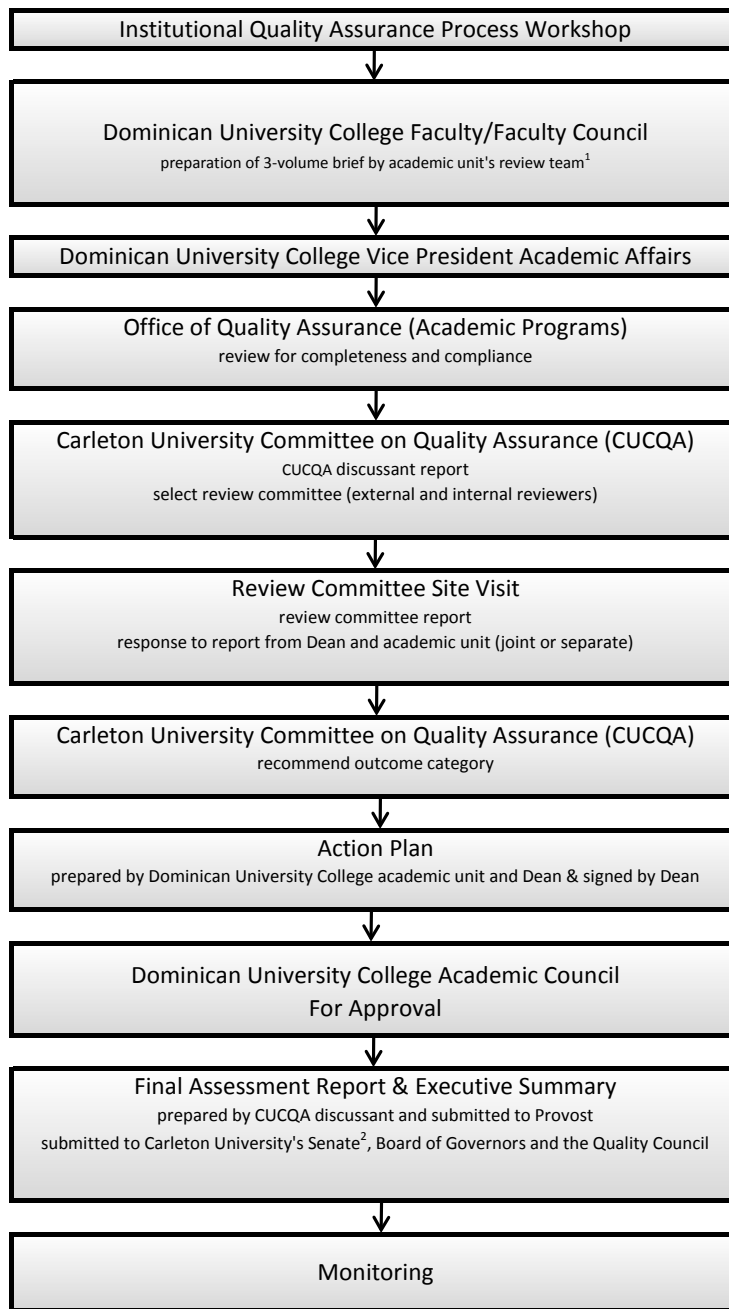 Institutional Quality Assurance Process Workshop
Dominican University College Faculty/Faculty Council
preparation of 3-volume brief by academic unit's review team¹
Dominican University College Vice President Academic Affairs
Office of Quality Assurance (Academic Programs)
review for completeness and compliance
Carleton University Committee on Quality Assurance (CUCQA)
CUCQA discussant report
select review committee (external and internal reviewers)
Review Committee Site Visit
review committee report
response to report from Dean and academic unit (joint or separate)
Carleton University Committee on Quality Assurance (CUCQA)
recommend outcome category
Action Plan
prepared by Dominican University College academic unit and Dean & signed by Dean
Dominican University College Academic Council
For Approval
Final Assessment Report & Executive Summary
prepared by CUCQA discussant and submitted to Provost
submitted to Carleton University's Senate², Board of Governors and the Quality Council
Monitoring